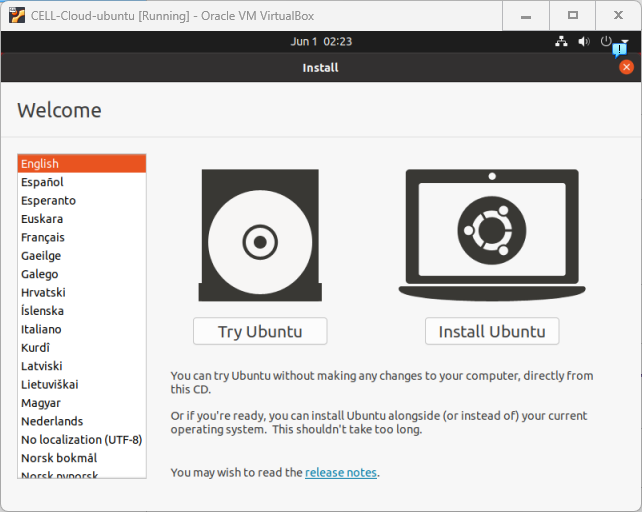 CELL-Cloud-ubuntu [Running] - Oracle VM VirtualBox
Jun 1 02:23
Install
Welcome
English
Español
Esperanto
Euskara
Français
Gaeilge
Galego
Hrvatski
Íslenska
Italiano
Kurdî
Latviski
Lietuviškai
Magyar
Nederlands
No localization (UTF-8)
Norsk bokmål
Norsk nynorsk
Try Ubuntu
Install Ubuntu
You can try Ubuntu without making any changes to your computer, directly from
this CD.
Or if you're ready, you can install Ubuntu alongside (or instead of) your current
operating system. This shouldn't take too long.
You may wish to read the release notes.